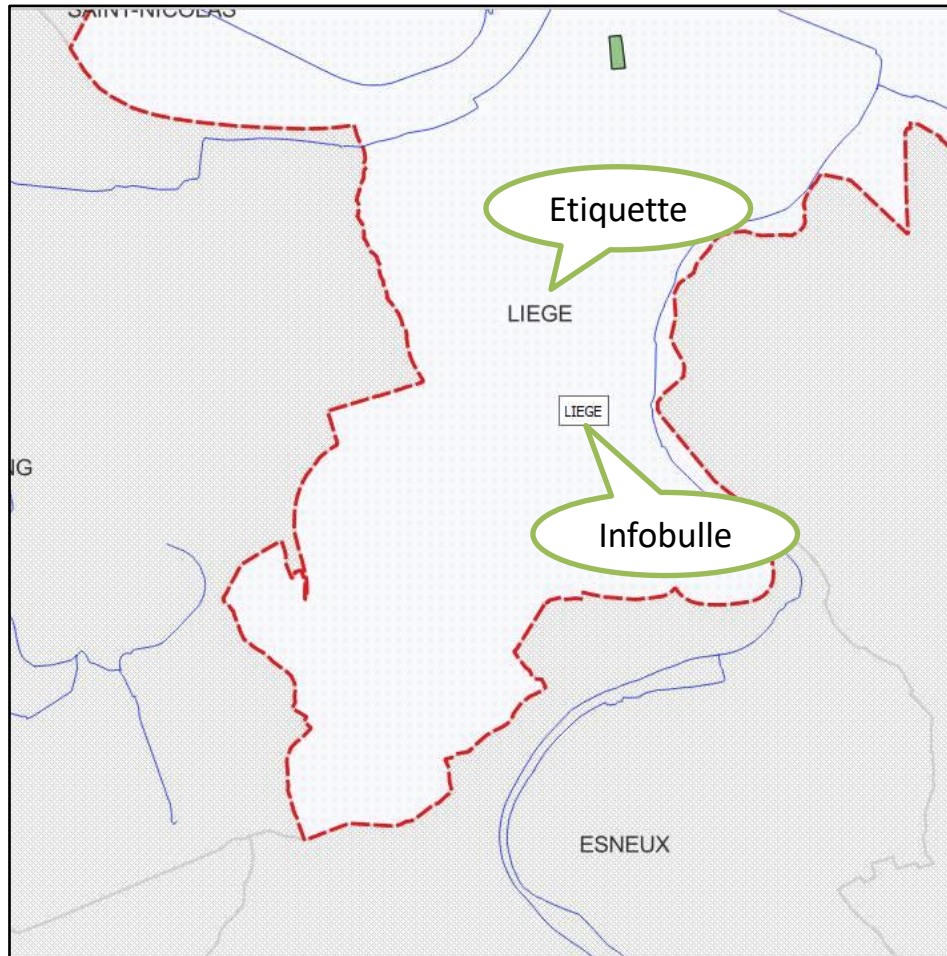 SAINT-NICOLAS
Etiquette
LIEGE
LIEGE
NG
Infobulle
ESNEUX